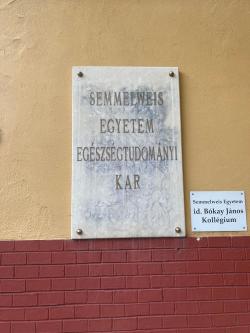 SEMMELWEIS
EGYETEM
EGÉSZSÉGTUDOMÁNYI
KAR
Semmelweis Egyetem
id. Bókay János
Kollégium